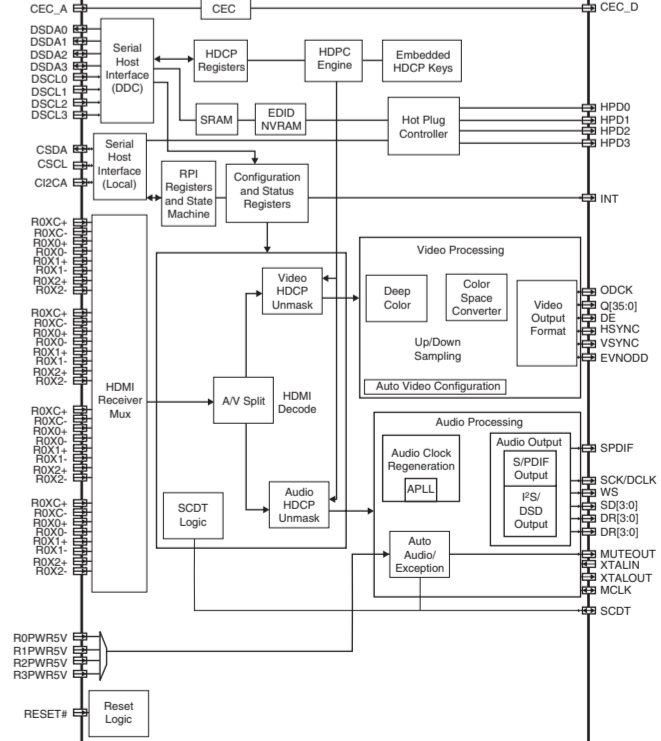 CEC_A
CEC
CEC_D
DSDA0
DSDA1
DSDA2
DSDA3
DSCL0
DSCL1
DSCL2
DSCL3
Serial
Host
Interface
(DDC)
HDCP
Registers
HDPC
Engine
Embedded
HDCP Keys
SRAM
EDID
NVRAM
Hot Plug
Controller
HPD0
HPD1
HPD2
HPD3
CSDA
CSCL
CI2CA
Serial
Host
Interface
(Local)
RPI
Registers
and State
Machine
Configuration
and Status
Registers
INT
R0XC+
R0XC-
R0X0+
R0X0-
R0X1+
R0X1-
R0X2+
R0X2-
R0XC+
R0XC-
R0X0+
R0X0-
R0X1+
R0X1-
R0X2+
R0X2-
R0XC+
R0XC-
R0X0+
R0X0-
R0X1+
R0X1-
R0X2+
R0X2-
R0XC+
R0XC-
R0X0+
R0X0-
R0X1+
R0X1-
R0X2+
R0X2-
HDMI
Receiver
Mux
Video
HDCP
Unmask
A/V Split
HDMI
Decode
SCDT
Logic
Audio
HDCP
Unmask
Video Processing
Deep
Color
Color
Space
Converter
Video
Output
Format
Up/Down
Sampling
Auto Video Configuration
ODCK
Q[35:0]
DE
HSYNC
VSYNC
EVNODD
Audio Processing
Audio Clock
Regeneration
APLL
Audio Output
S/PDIF
Output
I²S/
DSD
Output
Auto
Audio/
Exception
SPDIF
SCK/DCLK
WS
SD[3:0]
DR[3:0]
DR[3:0]
MUTEOUT
XTALIN
XTALOUT
MCLK
SCDT
R0PWR5V
R1PWR5V
R2PWR5V
R3PWR5V
RESET#
Reset
Logic